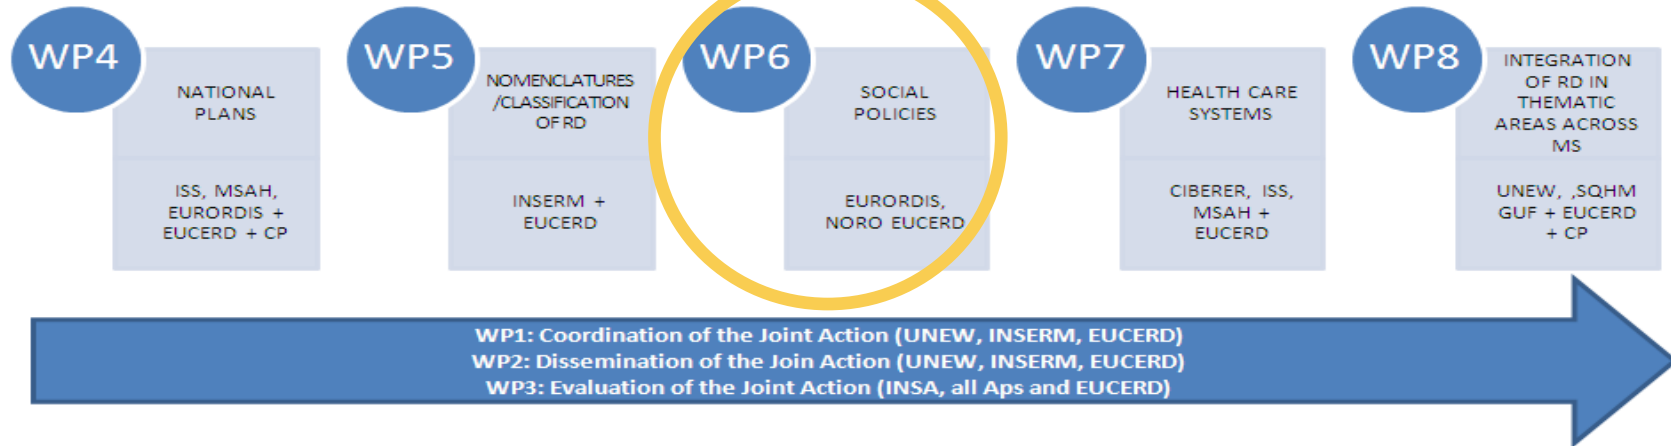 WP4
NATIONAL
PLANS
ISS, MSAH,
EURORDIS +
EUCERD + CP
WP5
NOMENCLATURES
/CLASSIFICATION
OF RD
INSERM +
EUCERD
WP6
SOCIAL
POLICIES
EURORDIS,
NORO EUCERD
WP7
HEALTH CARE
SYSTEMS
CIBERER, ISS,
MSAH +
EUCERD
WP8
INTEGRATION
OF RD IN
THEMATIC
AREAS ACROSS
MS
UNEW, ,SQHM
GUF + EUCERD
+ CP
WP1: Coordination of the Joint Action (UNEW, INSERM, EUCERD)
WP2: Dissemination of the Join Action (UNEW, INSERM, EUCERD)
WP3: Evaluation of the Joint Action (INSA, all Aps and EUCERD)